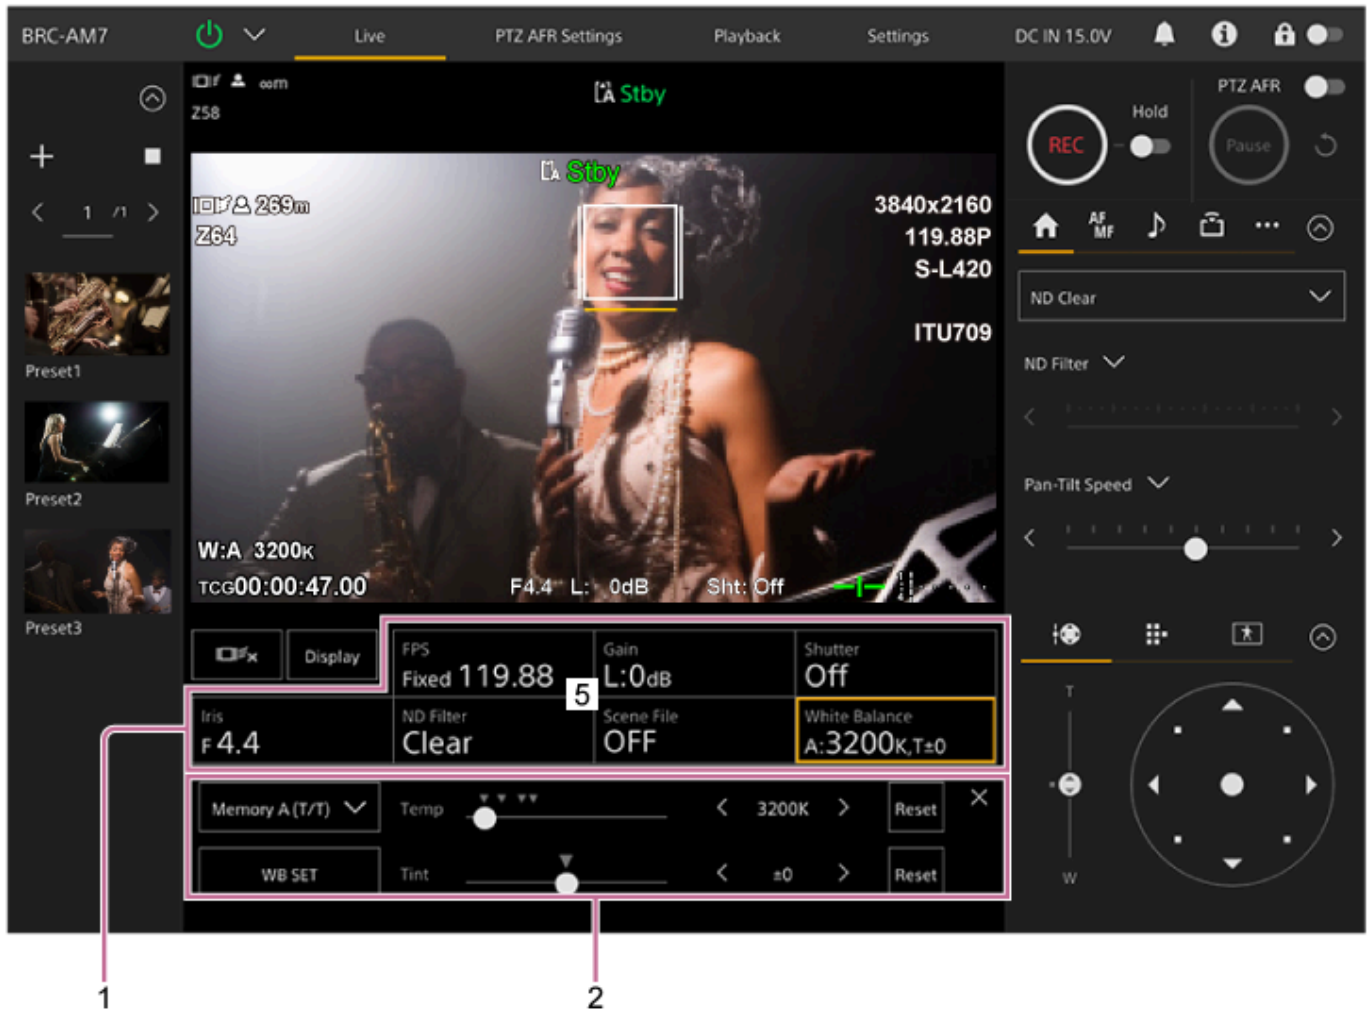 BRC-AM7
Live
PTZ AFR Settings
Playback
Settings
DC IN 15.0V
∞m
Z58
Stby
PTZ AFR
REC
Hold
Pause
1 /1
Preset1
Preset2
Preset3
Stby
269m
Z64
3840x2160
119.88P
S-L420
ITU709
W:A 3200K
TCG00:00:47.00
F4.4 L: 0dB
Sht: Off
AF
MF
ND Clear
ND Filter
Pan-Tilt Speed
Display
FPS
Fixed 119.88
Gain
L:0dB
Shutter
Off
5
Iris
F 4.4
ND Filter
Clear
Scene File
OFF
White Balance
A:3200K,T±0
Memory A (T/T)
Temp
3200K
Reset
WB SET
Tint
±0
Reset
T
W
1
2